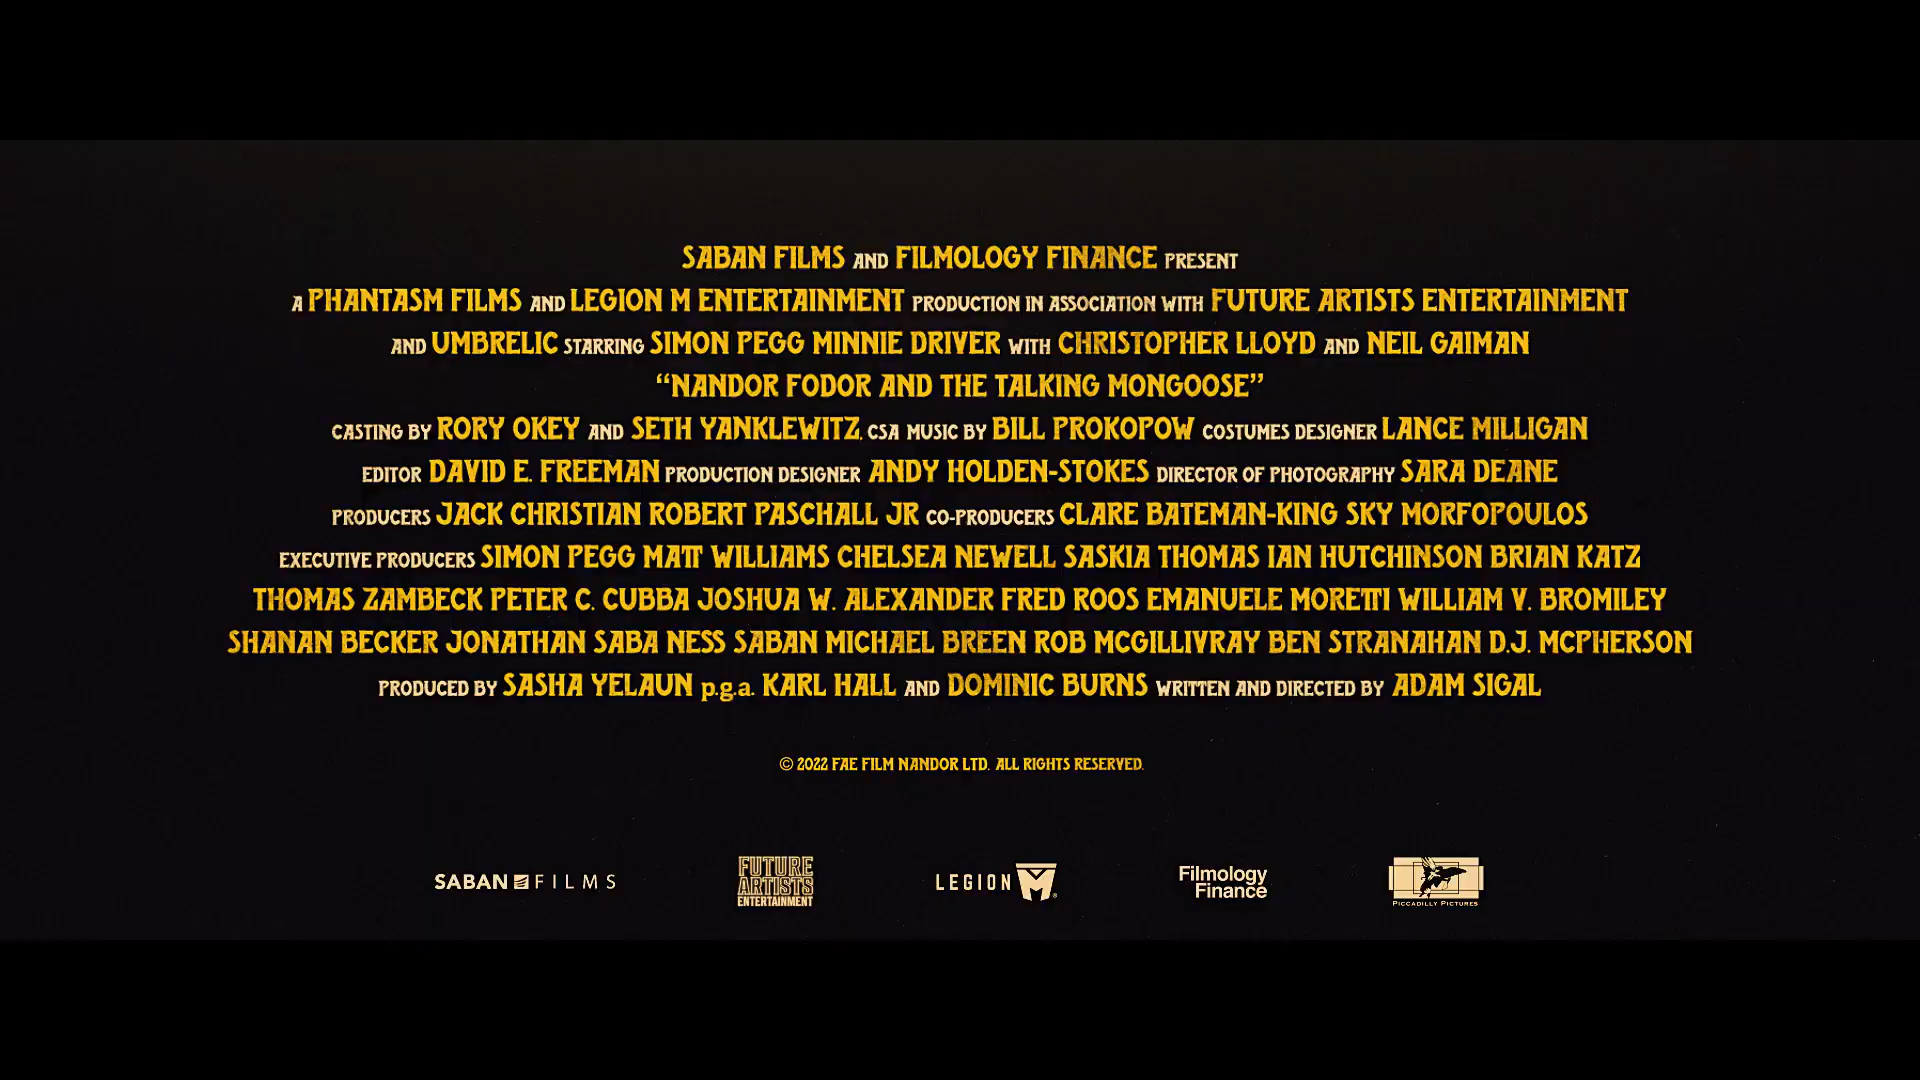 SABAN FILMS AND FILMOLOGY FINANCE PRESENT
A PHANTASM FILMS AND LEGION M ENTERTAINMENT PRODUCTION IN ASSOCIATION WITH FUTURE ARTISTS ENTERTAINMENT
AND UMBRELIC STARRING SIMON PEGG MINNIE DRIVER WITH CHRISTOPHER LLOYD AND NEIL GAIMAN
“NANDOR FODOR AND THE TALKING MONGOOSE”
CASTING BY RORY OKEY AND SETH YANKLEWITZ, CSA MUSIC BY BILL PROKOPOW COSTUMES DESIGNER LANCE MILLIGAN
EDITOR DAVID E. FREEMAN PRODUCTION DESIGNER ANDY HOLDEN-STOKES DIRECTOR OF PHOTOGRAPHY SARA DEANE
PRODUCERS JACK CHRISTIAN ROBERT PASCHALL JR CO-PRODUCERS CLARE BATEMAN-KING SKY MORFOPOULOS
EXECUTIVE PRODUCERS SIMON PEGG MATT WILLIAMS CHELSEA NEWELL SASKIA THOMAS IAN HUTCHINSON BRIAN KATZ
THOMAS ZAMBECK PETER C. CUBBA JOSHUA W. ALEXANDER FRED ROOS EMANUELE MORETTI WILLIAM V. BROMILEY
SHANAN BECKER JONATHAN SABA NESS SABAN MICHAEL BREEN ROB MCGILLIVRAY BEN STRANAHAN D.J. MCPHERSON
PRODUCED BY SASHA YELAUN p.g.a. KARL HALL AND DOMINIC BURNS WRITTEN AND DIRECTED BY ADAM SIGAL
© 2022 FAE FILM NANDOR LTD. ALL RIGHTS RESERVED.
SABAN FILMS
FUTURE
ARTISTS
ENTERTAINMENT
LEGION M
Filmology
Finance
PICCADILLY PICTURES